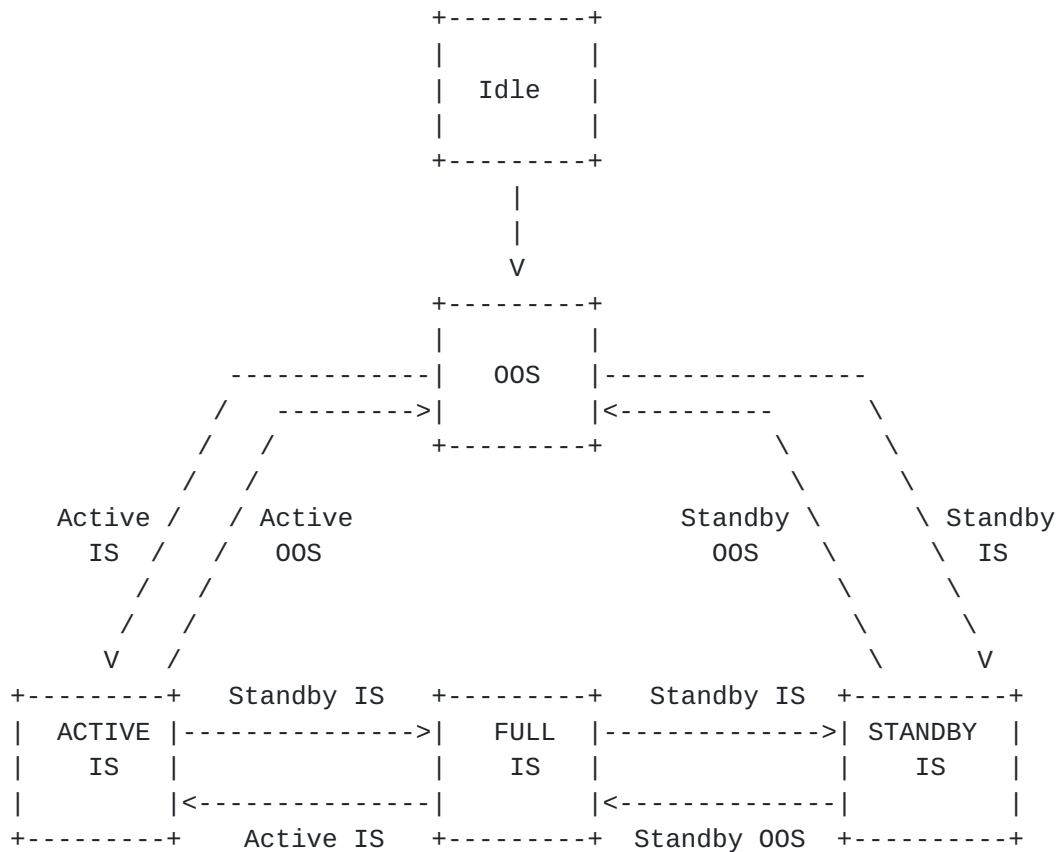 Idle
V
OOS
Active Active Standby Standby
IS OOS OOS IS
V V
Standby IS Standby IS
ACTIVE FULL STANDBY
IS IS IS
Active IS Standby OOS